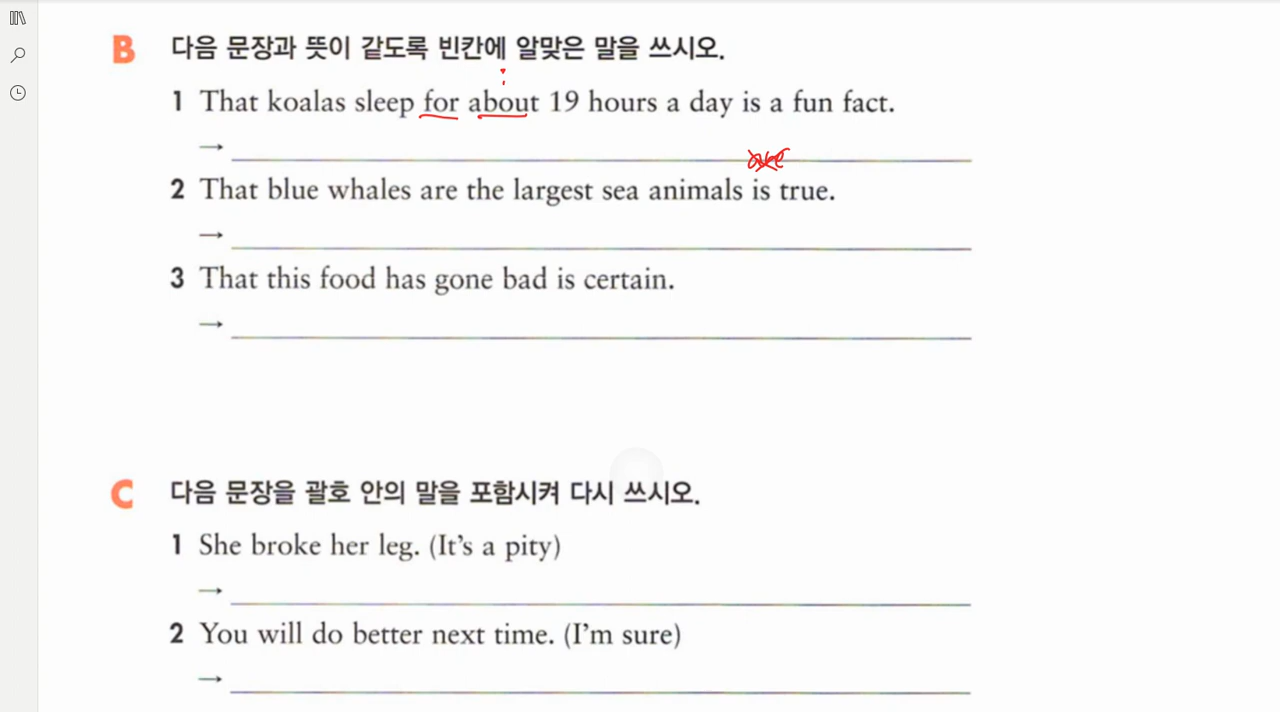 B 다음 문장과 뜻이 같도록 빈칸에 알맞은 말을 쓰시오.
1 That koalas sleep for about 19 hours a day is a fun fact.
→
2 That blue whales are the largest sea animals is true.
→
3 That this food has gone bad is certain.
→
C 다음 문장을 괄호 안의 말을 포함시켜 다시 쓰시오.
1 She broke her leg. (It's a pity)
→
2 You will do better next time. (I'm sure)
→